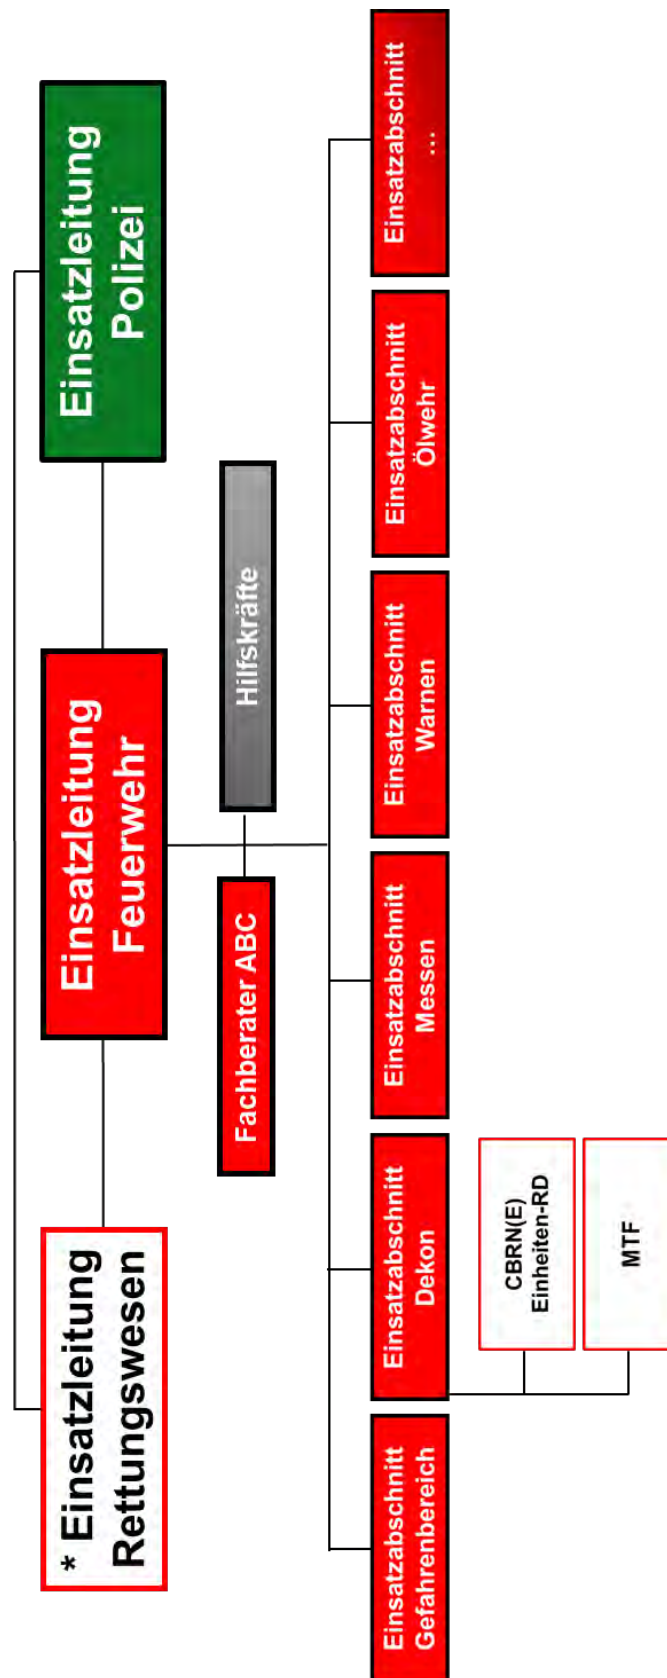 * Einsatzleitung
Rettungswesen
Einsatzleitung
Feuerwehr
Einsatzleitung
Polizei
Fachberater ABC
Hilfskräfte
Einsatzabschnitt
Gefahrenbereich
Einsatzabschnitt
Dekon
Einsatzabschnitt
Messen
Einsatzabschnitt
Warnen
Einsatzabschnitt
Ölwehr
Einsatzabschnitt
...
CBRN(E)
Einheiten-RD
MTF